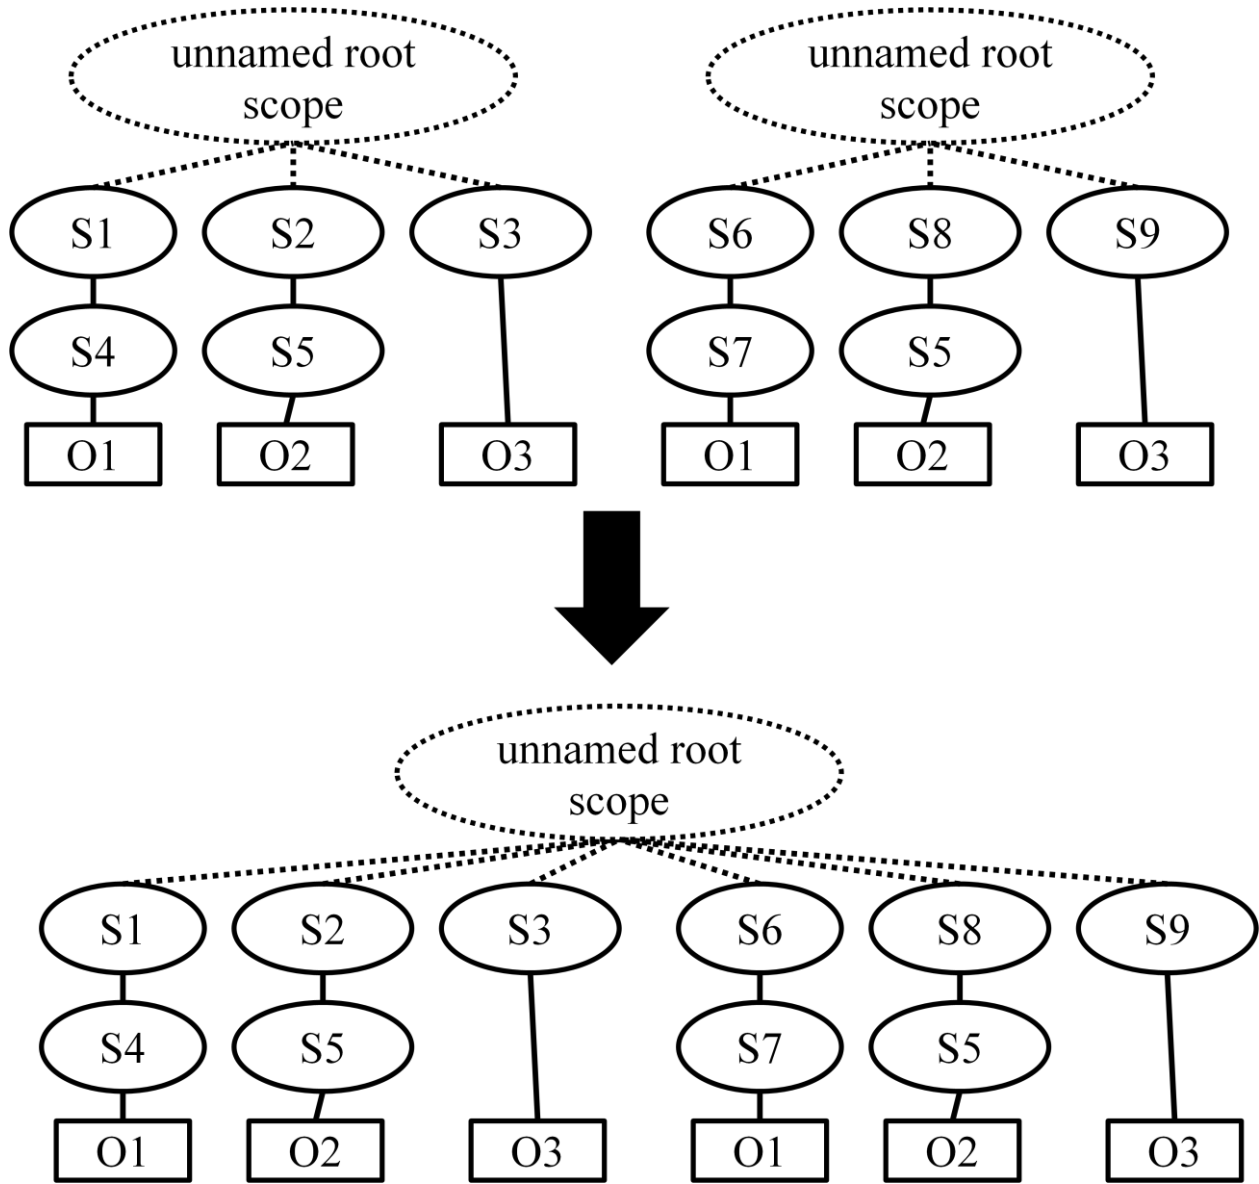 unnamed root
scope
unnamed root
scope
S1 S2 S3 S6 S8 S9
S4 S5 S7 S5
O1 O2 O3 O1 O2 O3
unnamed root
scope
S1 S2 S3 S6 S8 S9
S4 S5 S7 S5
O1 O2 O3 O1 O2 O3